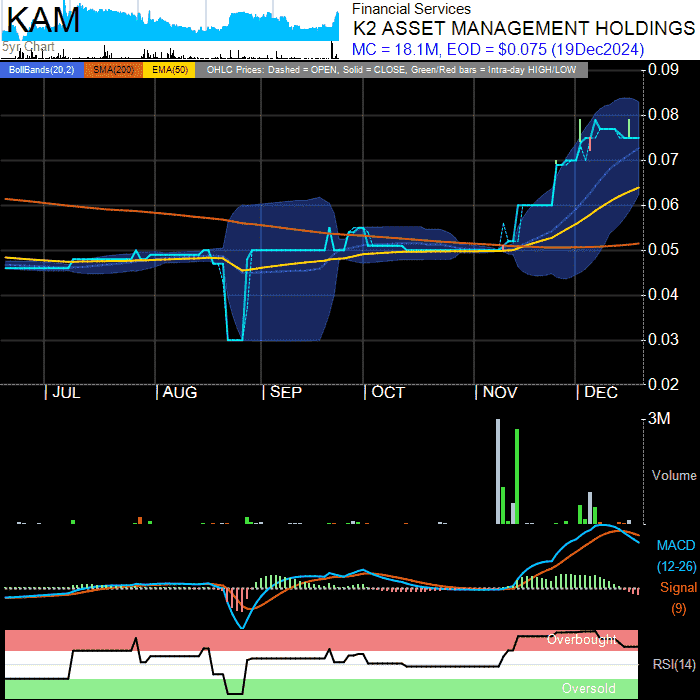 KAM
Financial Services
K2 ASSET MANAGEMENT HOLDINGS
MC = 18.1M, EOD = $0.075 (19Dec2024)
5yr Chart
BollBands(20,2) SMA(200) EMA(50) OHLC Prices: Dashed = OPEN, Solid = CLOSE, Green/Red bars = Intra-day HIGH/LOW
0.09
0.08
0.07
0.06
0.05
0.04
0.03
0.02
| JUL | AUG | SEP | OCT | NOV | DEC
3M
Volume
MACD
(12-26)
Signal
(9)
Overbought
RSI(14)
Oversold